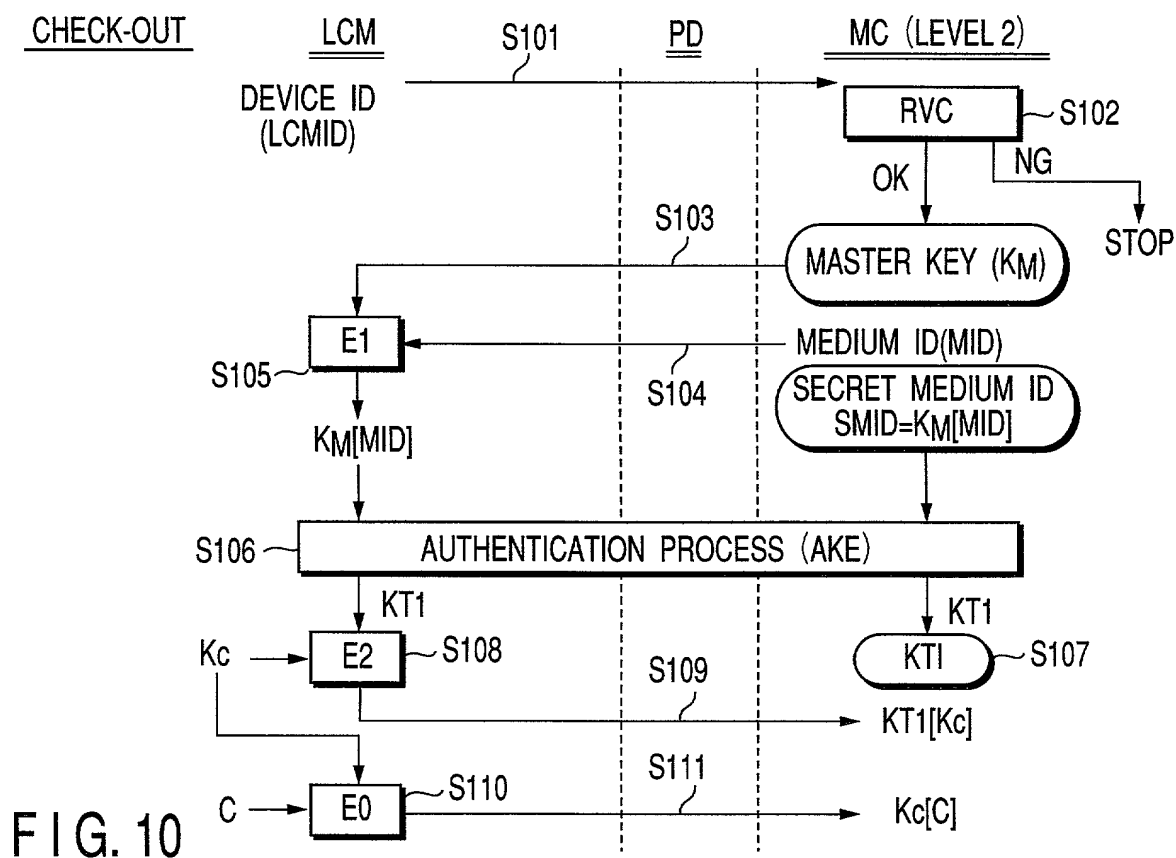 CHECK-OUT
LCM
S101
PD
MC (LEVEL 2)
DEVICE ID
(LCMID)
RVC
S102
OK
NG
STOP
S103
MASTER KEY (KM)
E1
S105
MEDIUM ID(MID)
S104
SECRET MEDIUM ID
SMID=KM[MID]
KM[MID]
S106
AUTHENTICATION PROCESS (AKE)
KT1
KT1
Kc
E2
S108
KTI
S107
S109
KT1[Kc]
C
E0
S110
S111
Kc[C]
FIG. 10